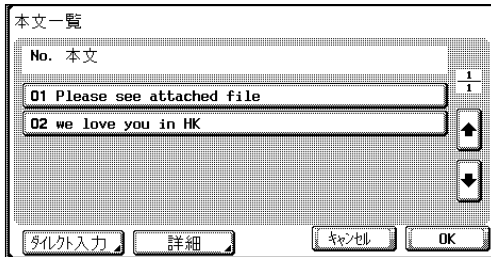 本文一覧
No. 本文
1
1
01 Please see attached file
02 we love you in HK
ﾀﾞｲﾚｸﾄ入力
詳細
ｷｬﾝｾﾙ
OK